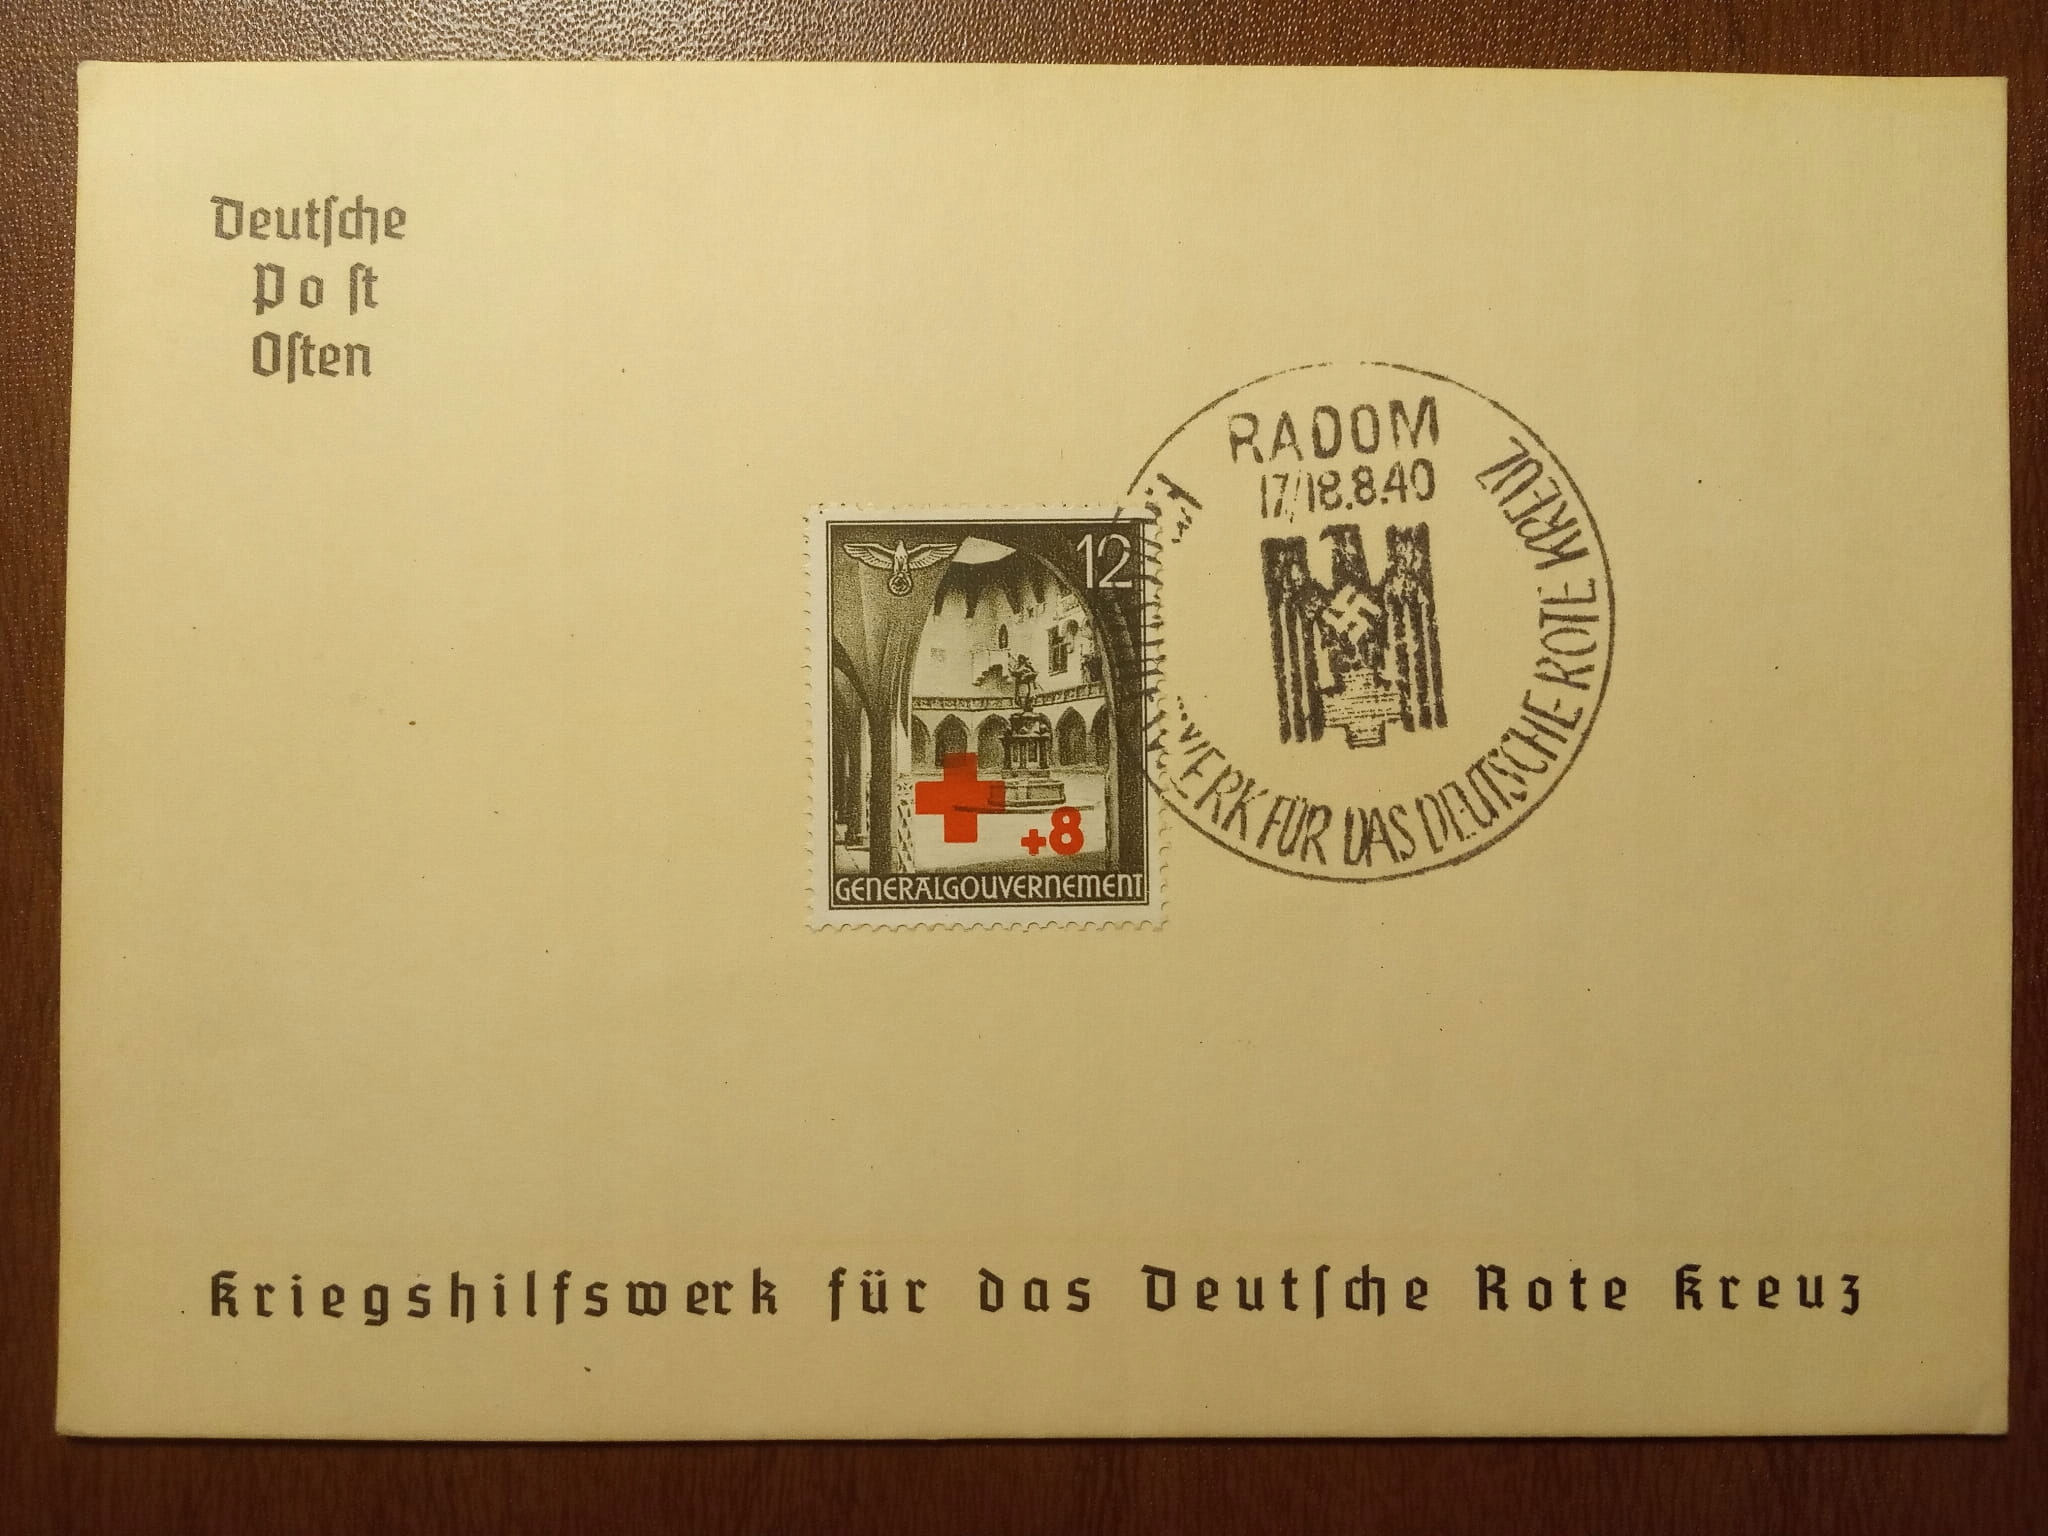 Deutſche
Poſt
Oſten
RADOM
17/18.8.40
WERK FÜR DAS DEUTSCHE ROTE KREUZ
12
+8
GENERALGOUVERNEMENT
Kriegshilfswerk für das Deutſche Rote Kreuz